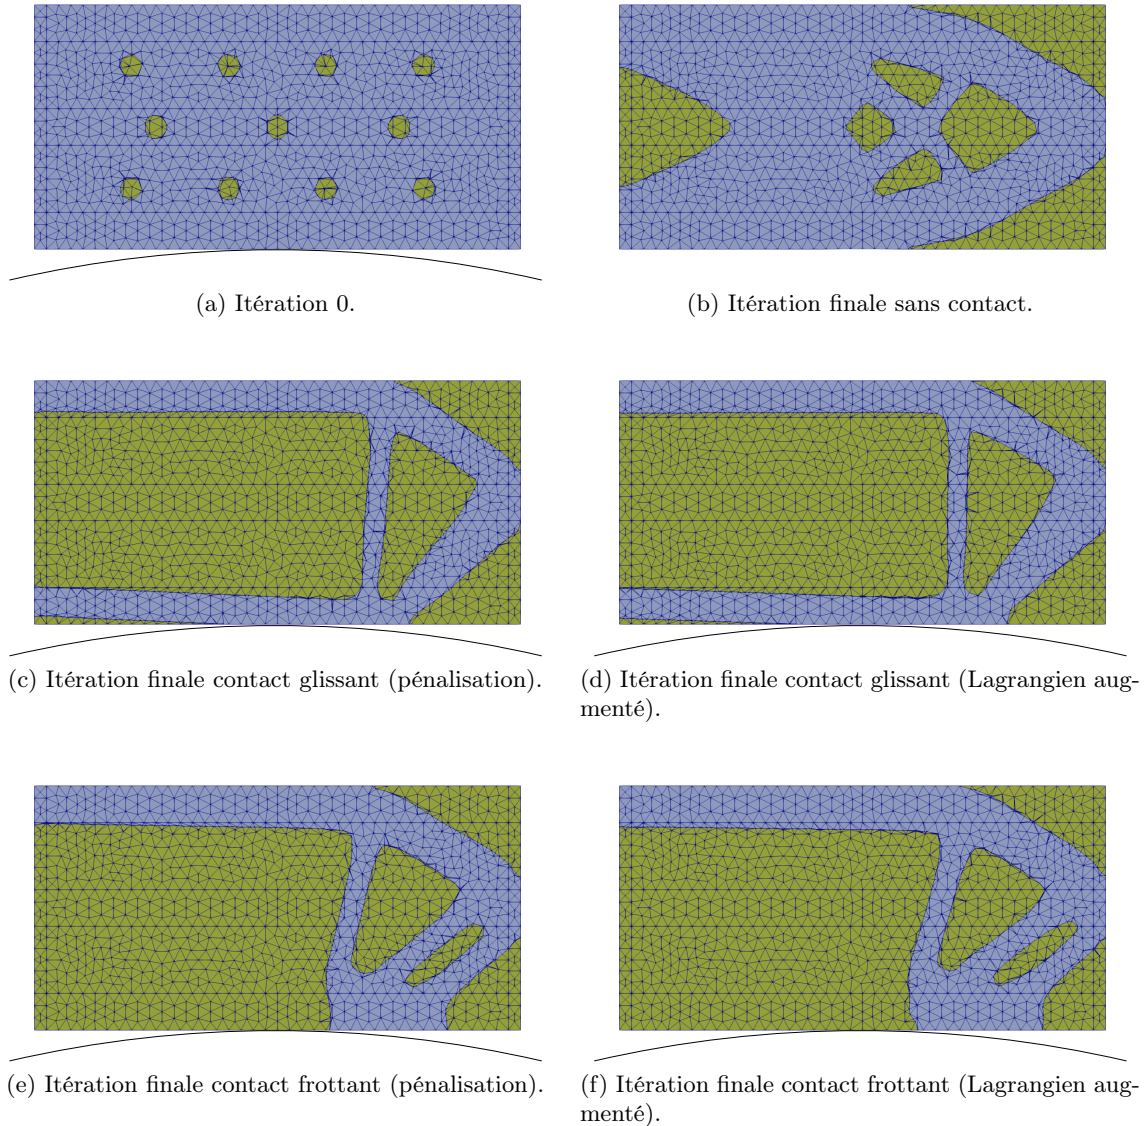 (a) Itération 0.
(b) Itération finale sans contact.
(c) Itération finale contact glissant (pénalisation).
(d) Itération finale contact glissant (Lagrangien aug-
menté).
(e) Itération finale contact frottant (pénalisation).
(f) Itération finale contact frottant (Lagrangien aug-
menté).